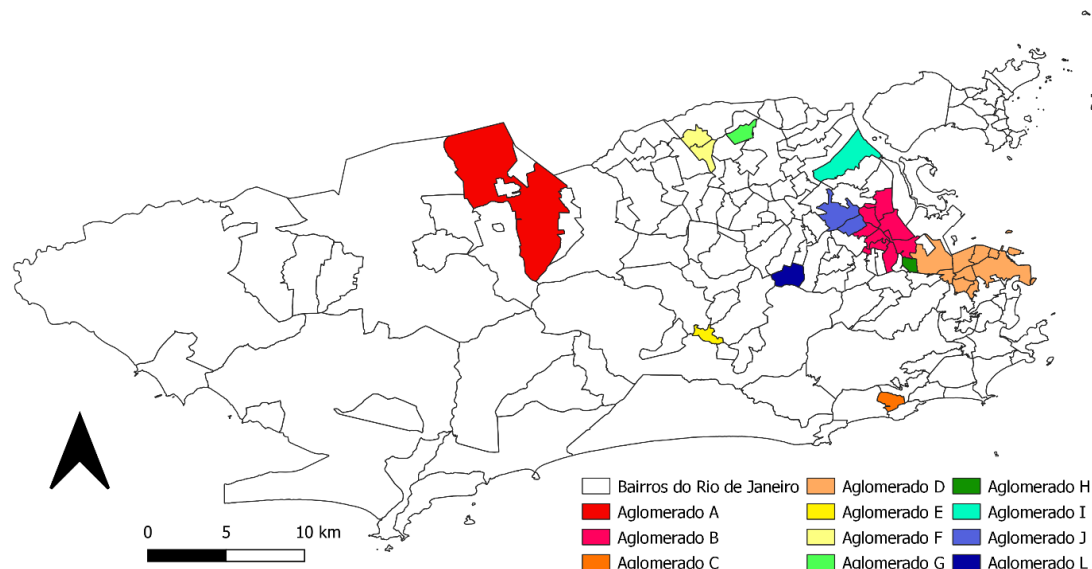 Bairros do Rio de Janeiro
Aglomerado A
Aglomerado B
Aglomerado C
Aglomerado D
Aglomerado E
Aglomerado F
Aglomerado G
Aglomerado H
Aglomerado I
Aglomerado J
Aglomerado L
0 5 10 km